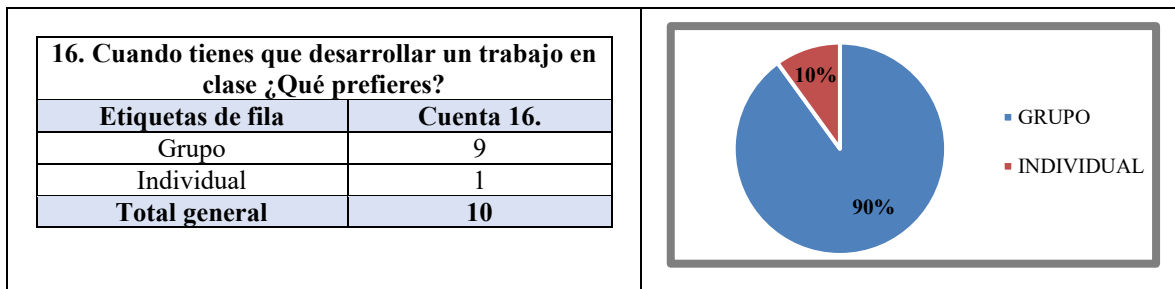 16. Cuando tienes que desarrollar un trabajo en
clase ¿Qué prefieres?
Etiquetas de fila Cuenta 16.
Grupo 9
Individual 1
Total general 10
10%
90%
GRUPO
INDIVIDUAL